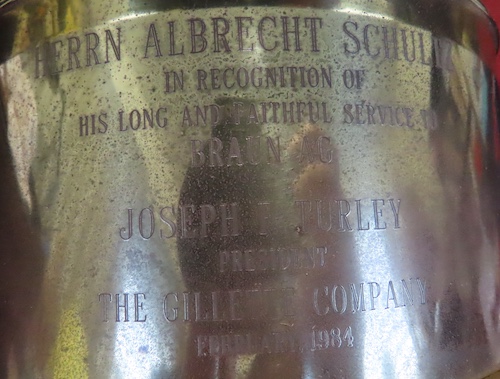 HERRN ALBRECHT SCHULTZ
IN RECOGNITION OF
HIS LONG AND FAITHFUL SERVICE TO
BRAUN AG
JOSEPH F. TURLEY
PRESIDENT
THE GILLETTE COMPANY
FEBRUARY 1984